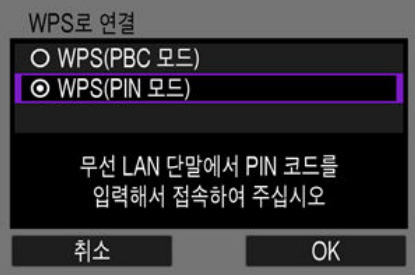 WPS로 연결
WPS(PBC 모드)
WPS(PIN 모드)
무선 LAN 단말에서 PIN 코드를
입력해서 접속하여 주십시오
취소
OK